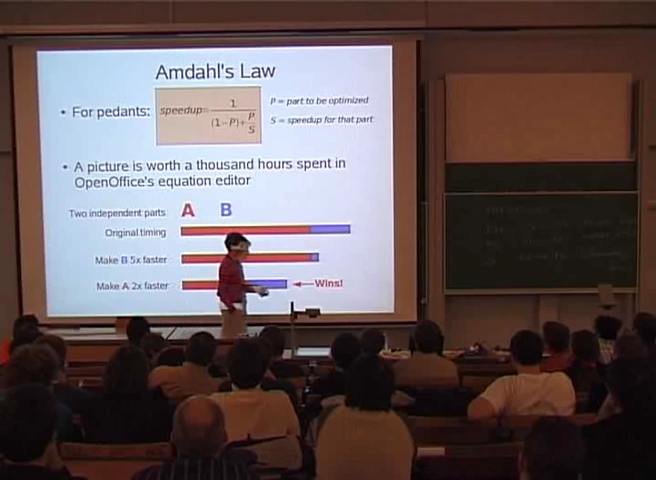 Amdahl's Law
• For pedants:
speedup=
1
(1−P)+
P
S
P = part to be optimized
S = speedup for that part
• A picture is worth a thousand hours spent in
OpenOffice's equation editor
Two independent parts A B
Original timing
Make B 5x faster
Make A 2x faster
Wins!